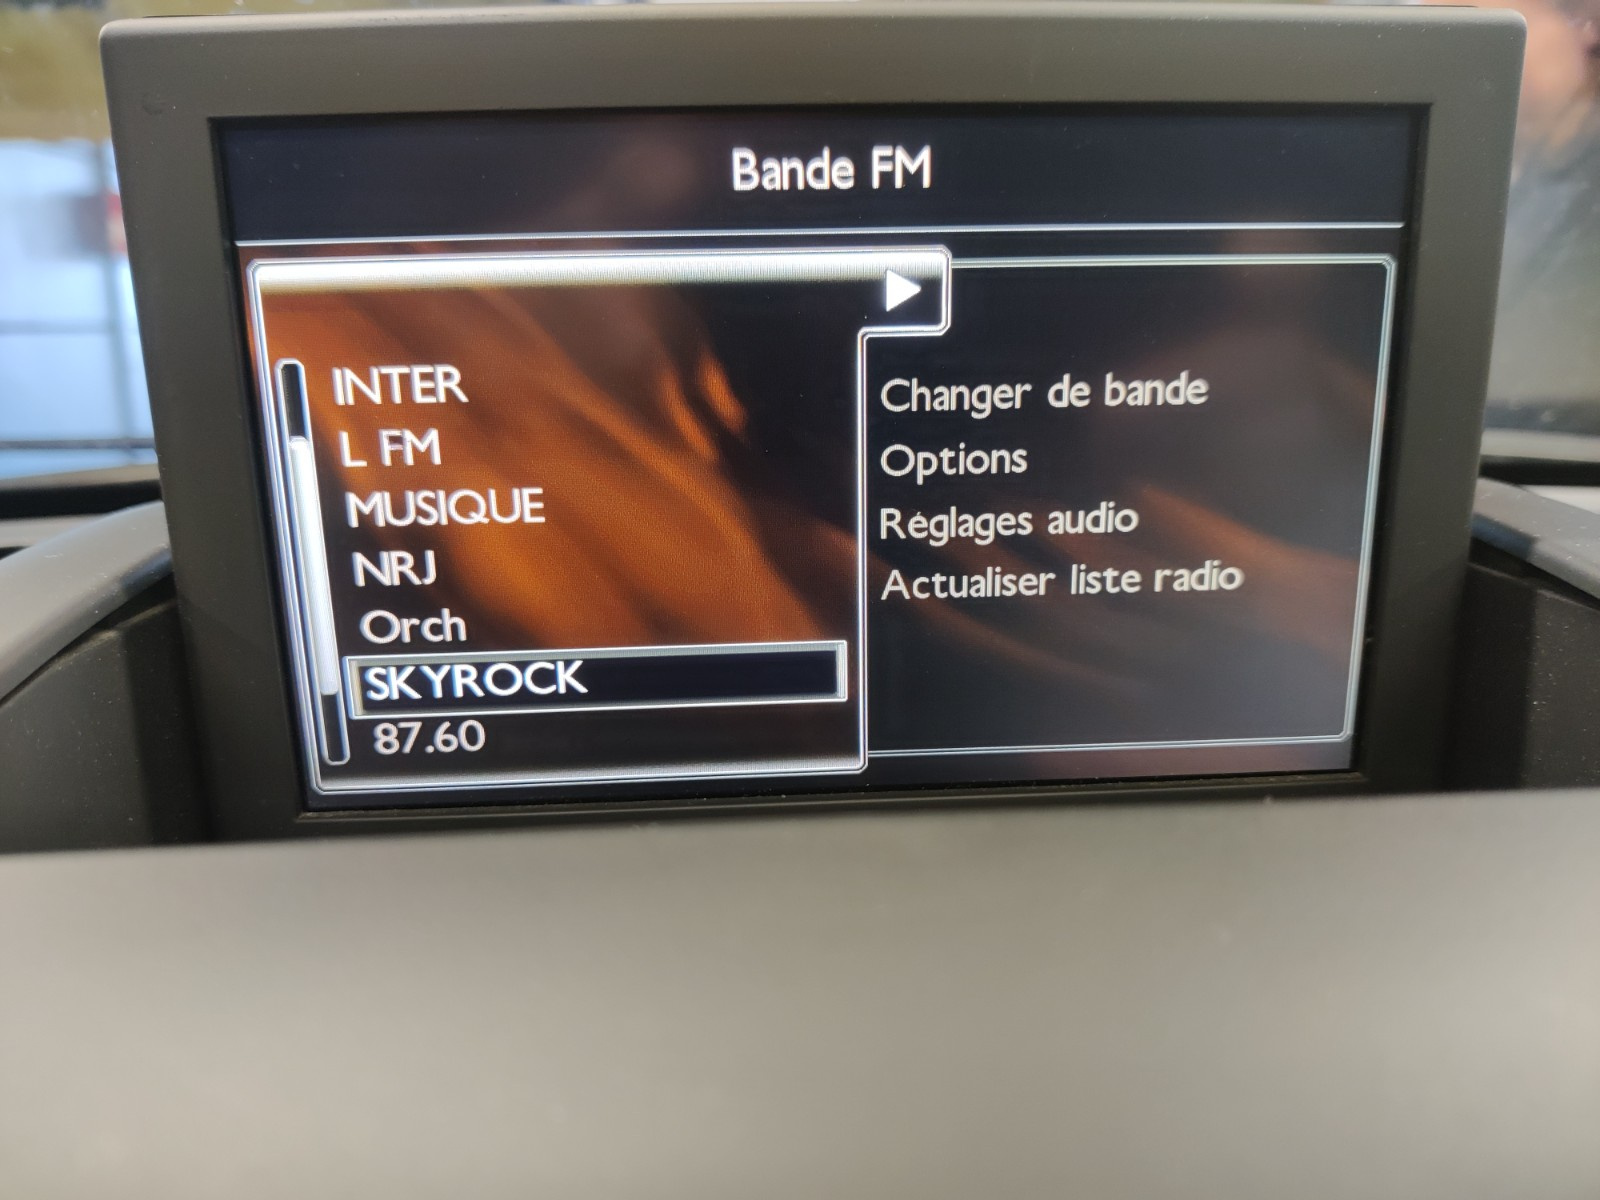 Bande FM
INTER
L FM
MUSIQUE
NRJ
Orch
SKYROCK
87.60
Changer de bande
Options
Réglages audio
Actualiser liste radio